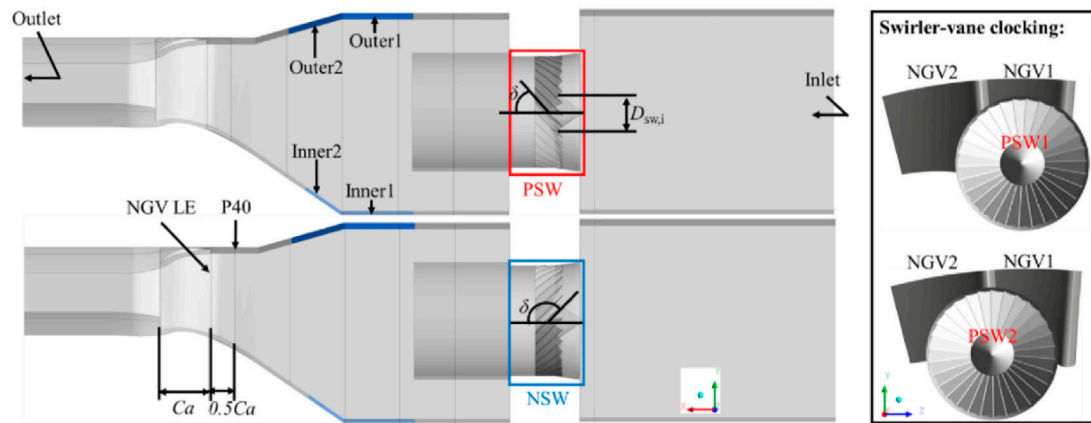 Outlet
Outer1
Outer2
δ
D_sw,i
Inlet
Inner2
PSW
Inner1
NGV LE
P40
δ
Ca
0.5Ca
NSW
Y
X
Swirler-vane clocking:
NGV2
NGV1
PSW1
NGV2
NGV1
PSW2
Y
X
Z